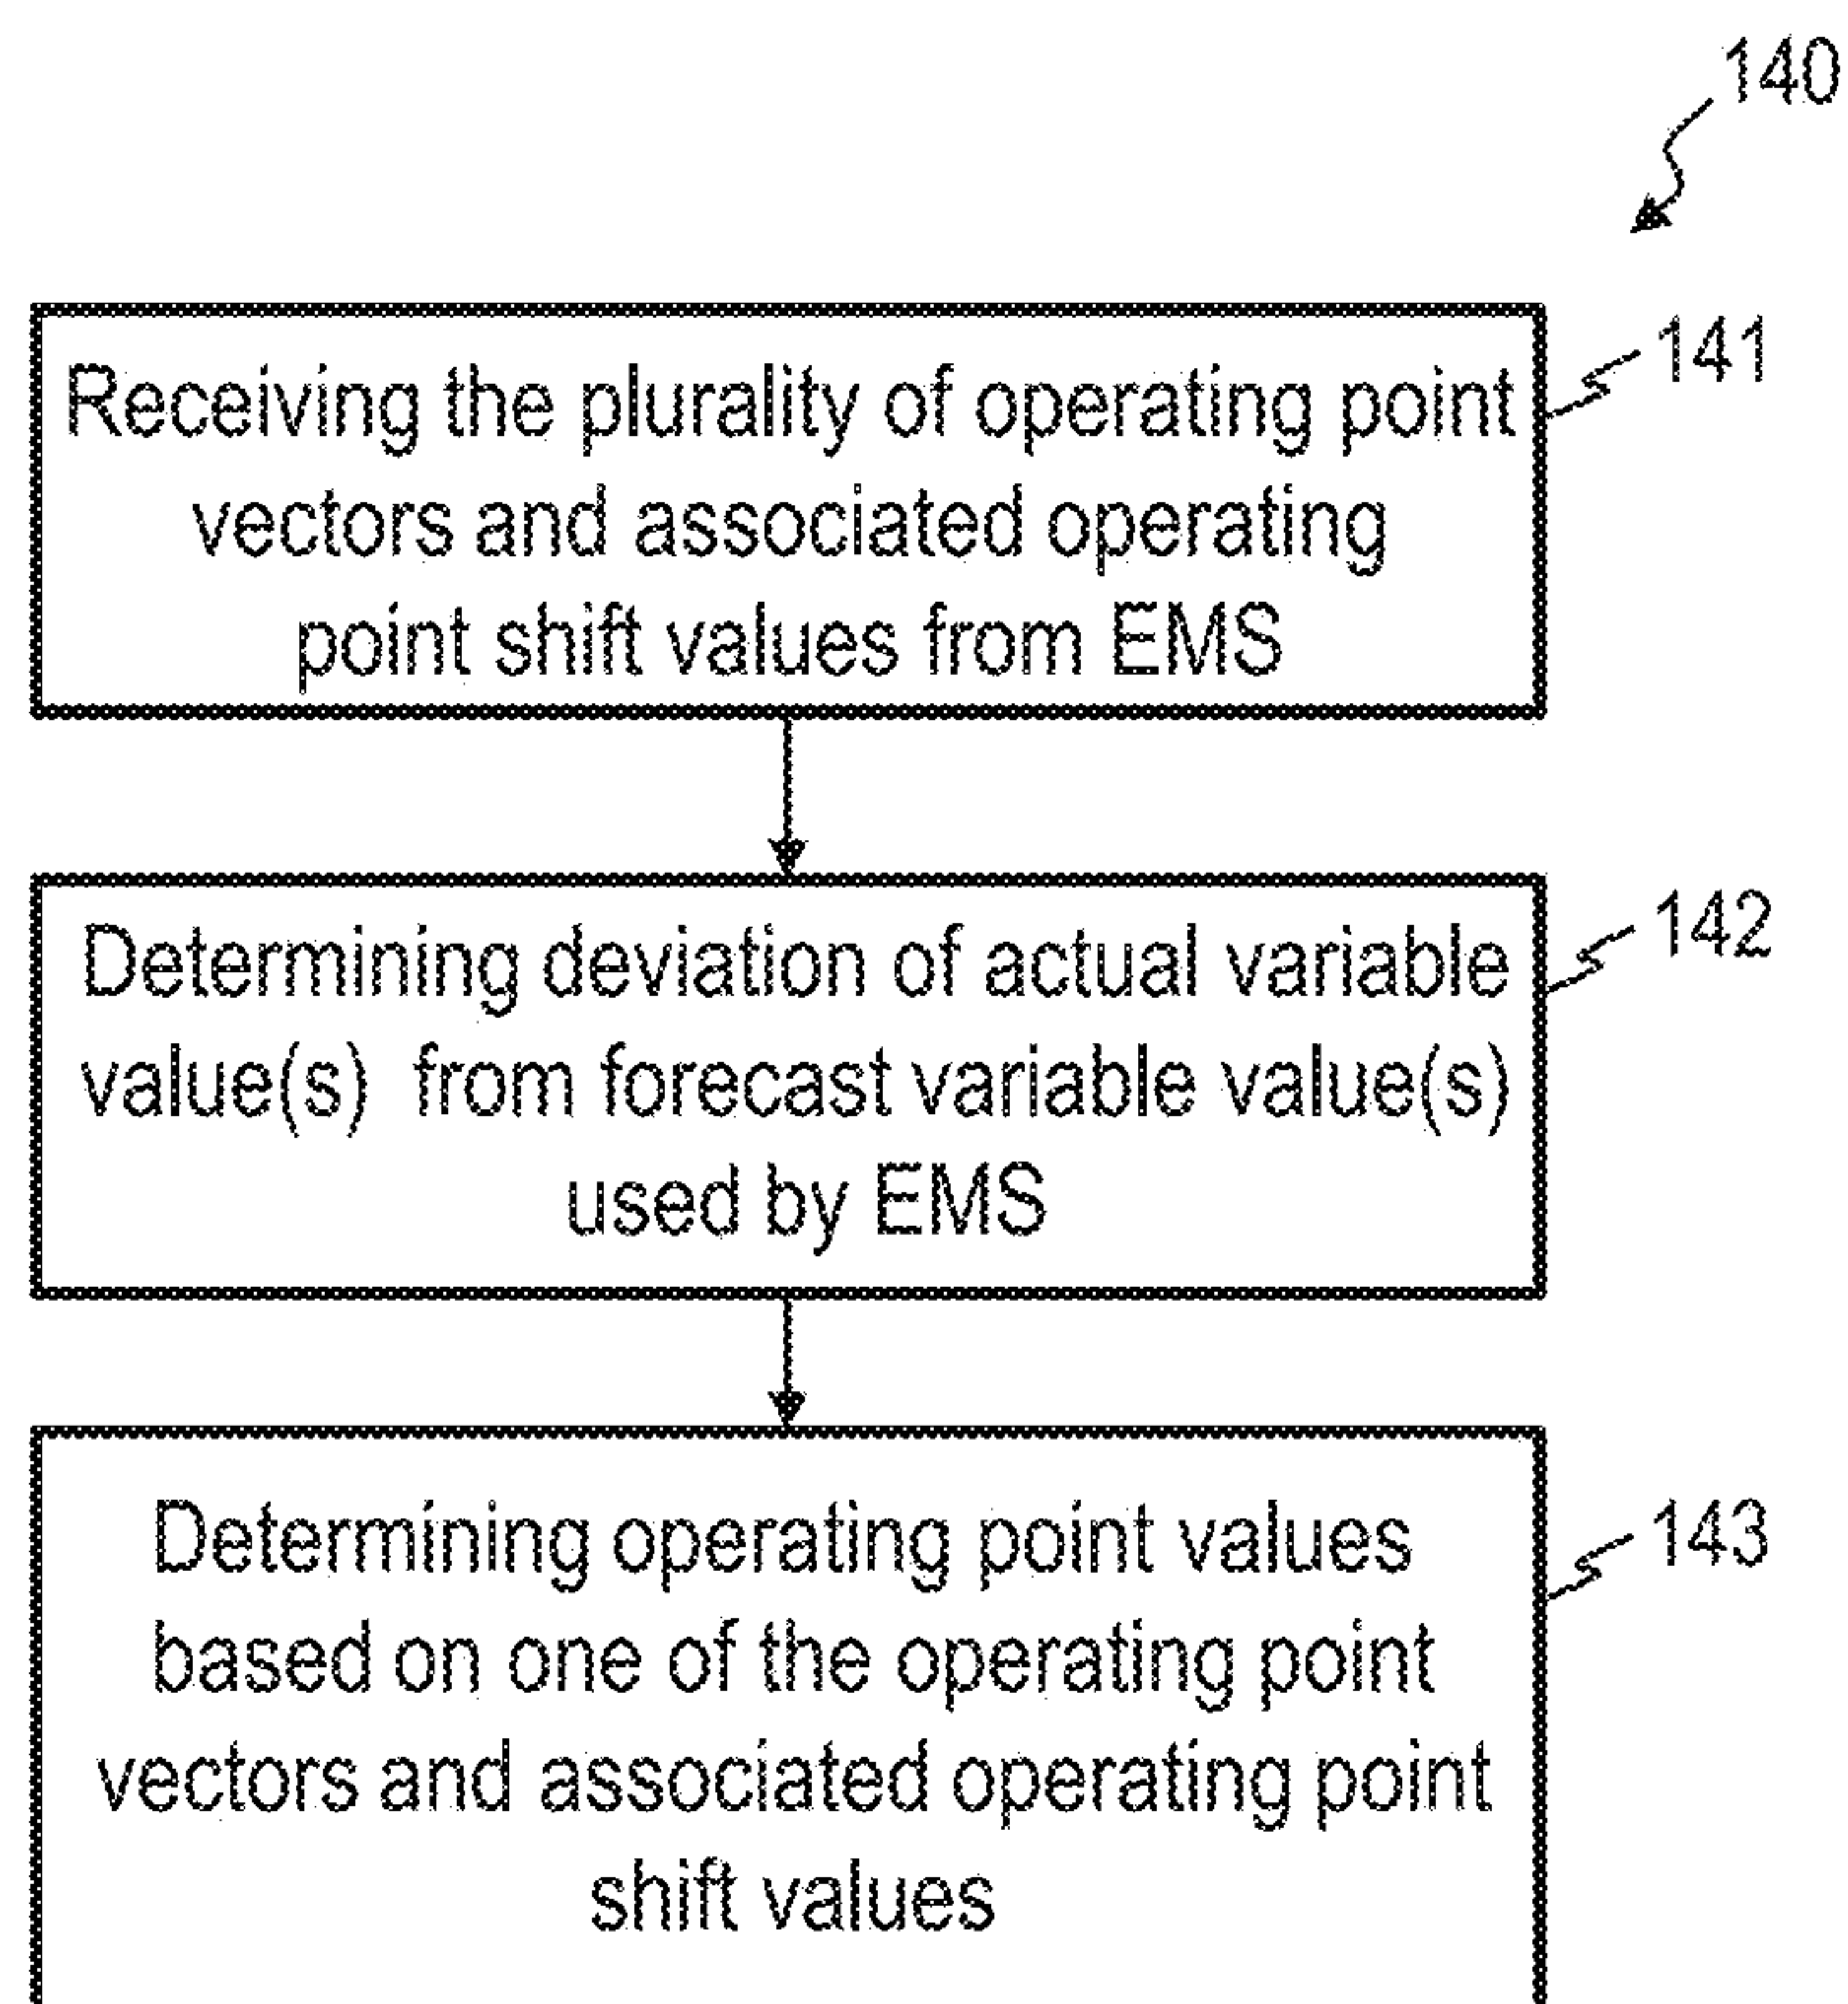 140
Receiving the plurality of operating point
vectors and associated operating
point shift values from EMS
141
Determining deviation of actual variable
value(s) from forecast variable value(s)
used by EMS
142
Determining operating point values
based on one of the operating point
vectors and associated operating point
shift values
143